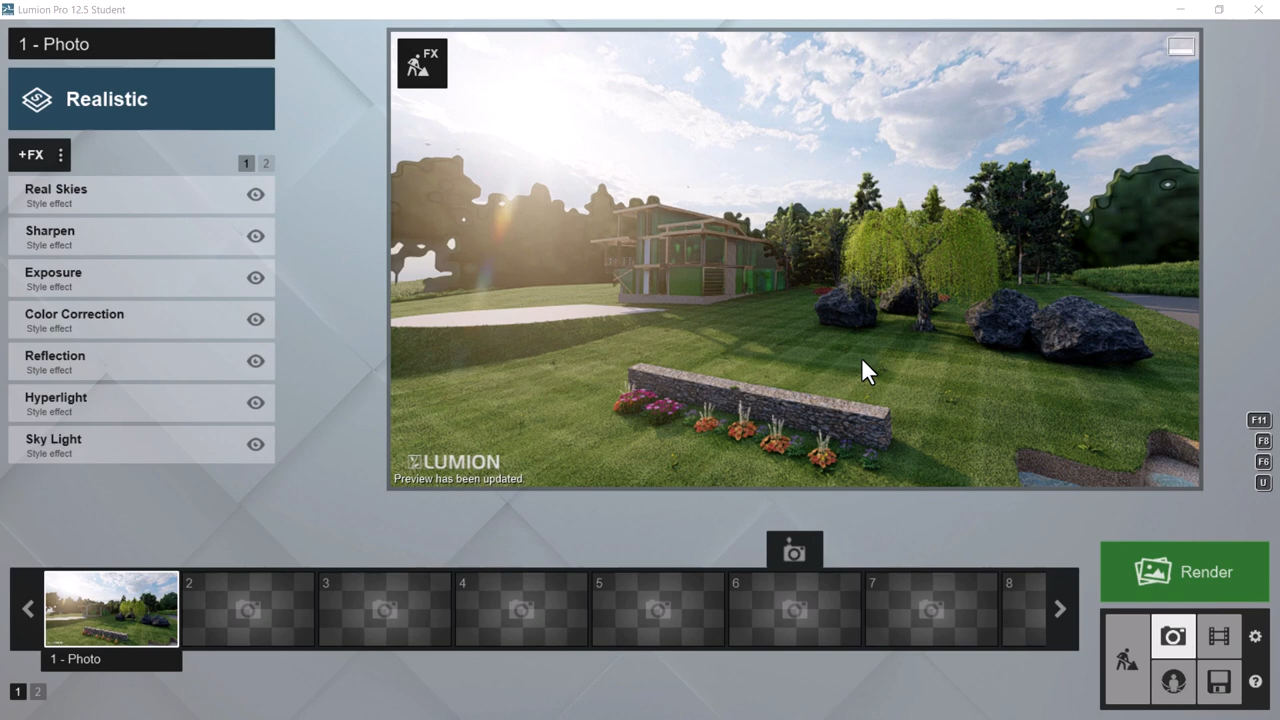 Lumion Pro 12.5 Student
1 - Photo
Realistic
+FX
1 2
Real Skies
Style effect
Sharpen
Style effect
Exposure
Style effect
Color Correction
Style effect
Reflection
Style effect
Hyperlight
Style effect
Sky Light
Style effect
FX
LUMION
Preview has been updated.
F11
F8
F6
U
2
3
4
5
6
7
8
1 - Photo
Render
1 2
?